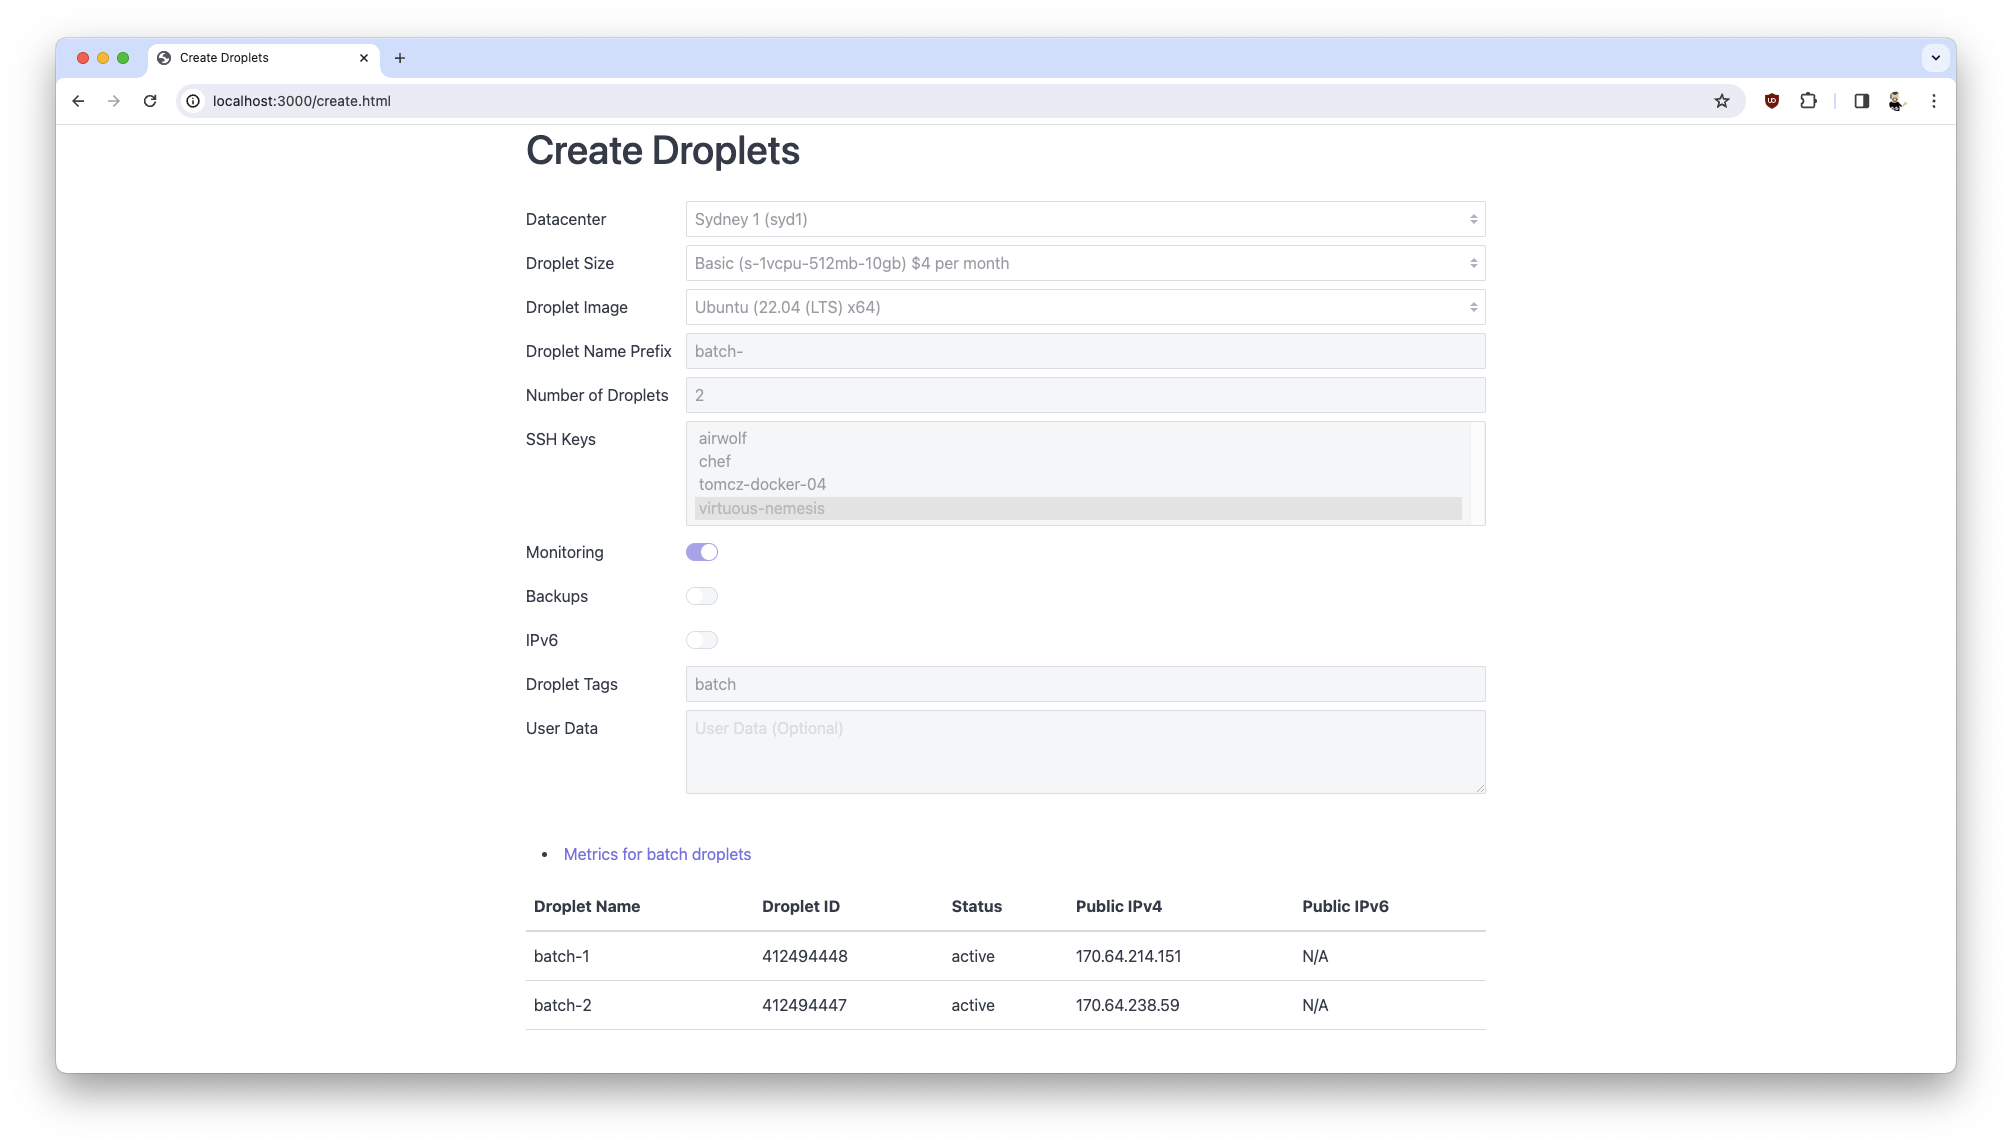 Create Droplets
localhost:3000/create.html
Create Droplets
Datacenter Sydney 1 (syd1)
Droplet Size Basic (s-1vcpu-512mb-10gb) $4 per month
Droplet Image Ubuntu (22.04 (LTS) x64)
Droplet Name Prefix batch-
Number of Droplets 2
SSH Keys airwolf
chef
tomcz-docker-04
virtuous-nemesis
Monitoring
Backups
IPv6
Droplet Tags batch
User Data User Data (Optional)
• Metrics for batch droplets
Droplet Name Droplet ID Status Public IPv4 Public IPv6
batch-1 412494448 active 170.64.214.151 N/A
batch-2 412494447 active 170.64.238.59 N/A